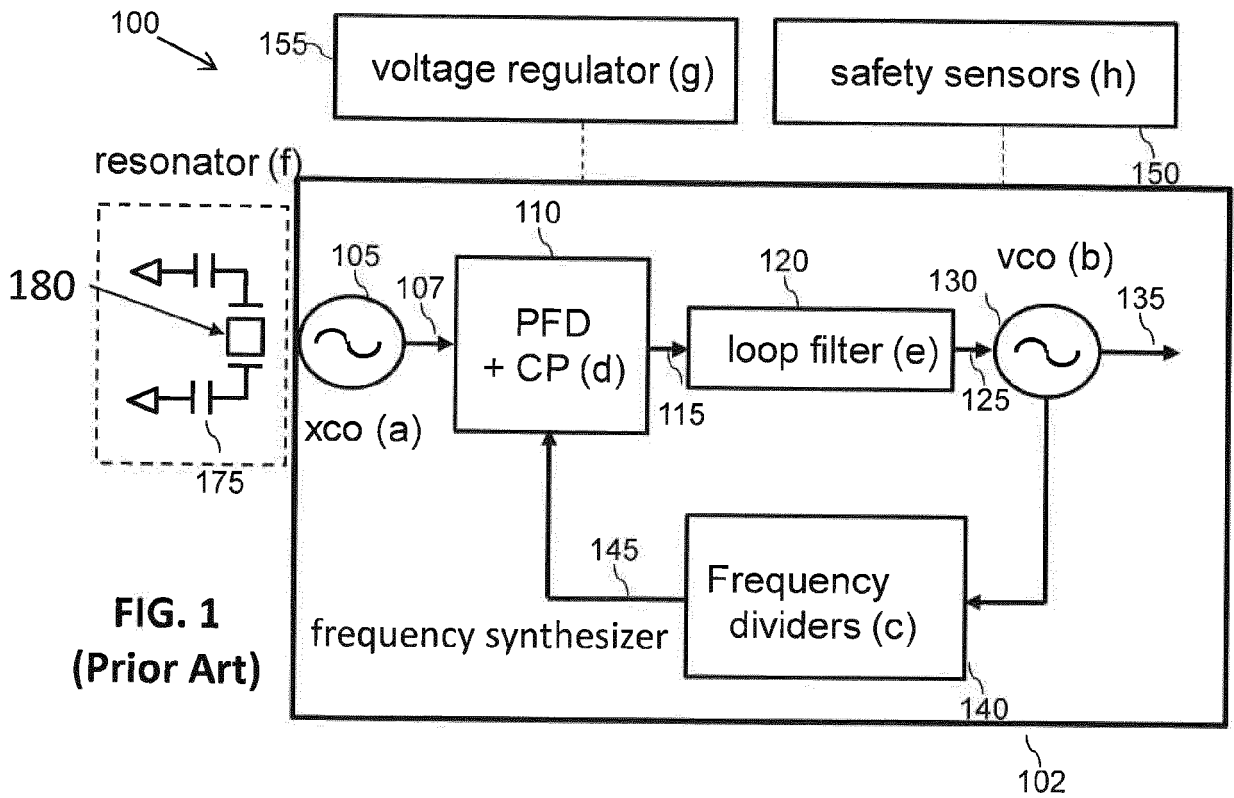 100
155
voltage regulator (g)
safety sensors (h)
150
resonator (f)
110
180
105
107
PFD
+ CP (d)
120
loop filter (e)
vco (b)
130
135
115
125
xco (a)
175
145
Frequency
dividers (c)
140
FIG. 1
(Prior Art)
frequency synthesizer
102